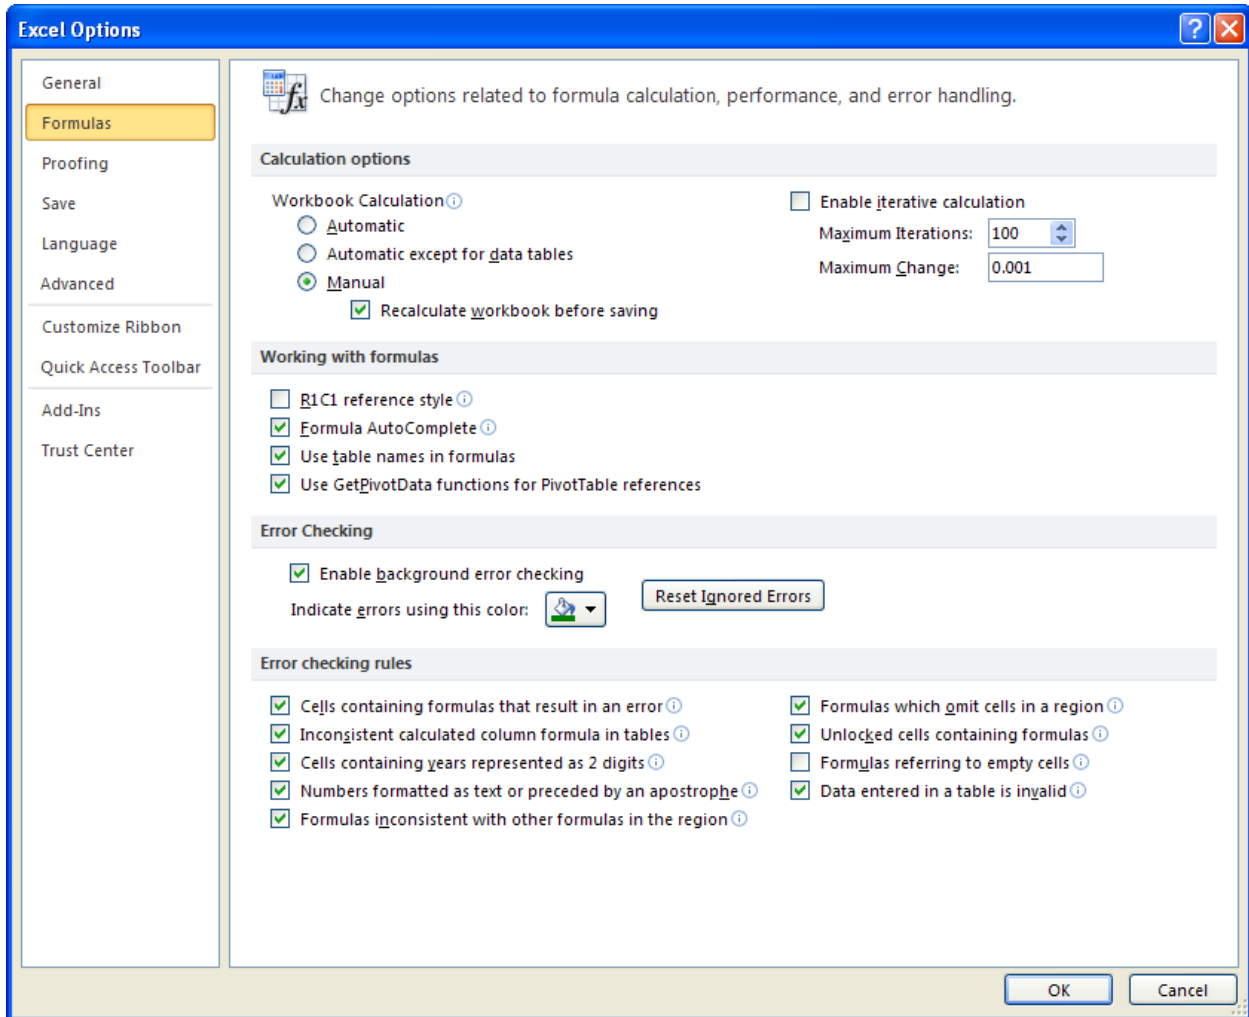 Excel Options
General
Formulas
Proofing
Save
Language
Advanced
Customize Ribbon
Quick Access Toolbar
Add-Ins
Trust Center
Change options related to formula calculation, performance, and error handling.
Calculation options
Workbook Calculation
Automatic
Automatic except for data tables
Manual
Recalculate workbook before saving
Enable iterative calculation
Maximum Iterations: 100
Maximum Change: 0.001
Working with formulas
R1C1 reference style
Formula AutoComplete
Use table names in formulas
Use GetPivotData functions for PivotTable references
Error Checking
Enable background error checking
Indicate errors using this color:
Reset Ignored Errors
Error checking rules
Cells containing formulas that result in an error
Inconsistent calculated column formula in tables
Cells containing years represented as 2 digits
Numbers formatted as text or preceded by an apostrophe
Formulas inconsistent with other formulas in the region
Formulas which omit cells in a region
Unlocked cells containing formulas
Formulas referring to empty cells
Data entered in a table is invalid
OK
Cancel